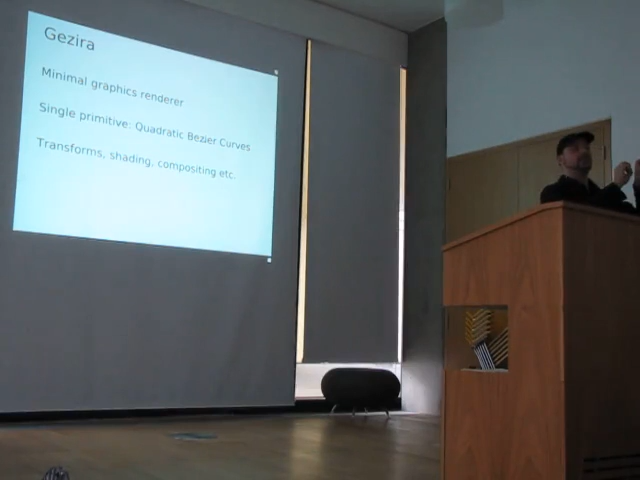 Gezira
Minimal graphics renderer
Single primitive: Quadratic Bezier Curves
Transforms, shading, compositing etc.